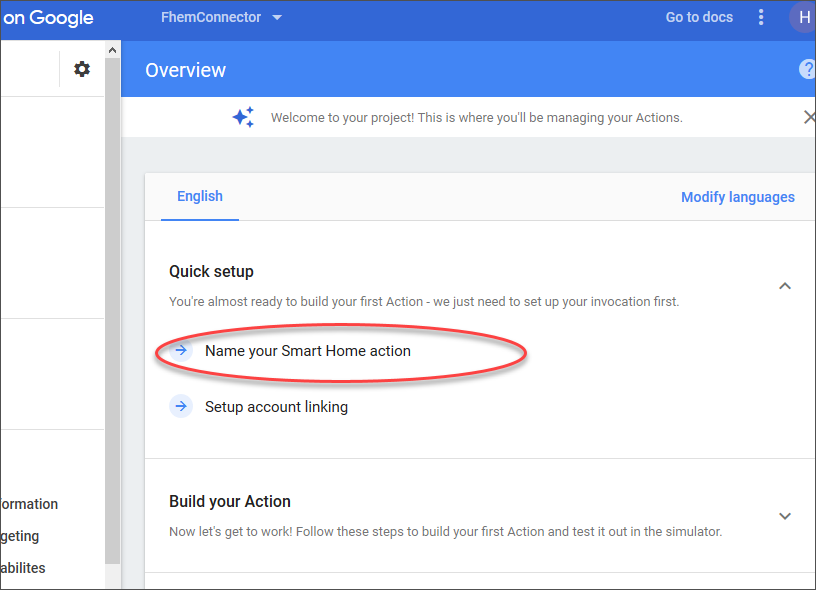 on Google
FhemConnector
Go to docs
H
Overview
?
Welcome to your project! This is where you'll be managing your Actions.
English
Modify languages
Quick setup
You're almost ready to build your first Action - we just need to set up your invocation first.
Name your Smart Home action
Setup account linking
Build your Action
Now let's get to work! Follow these steps to build your first Action and test it out in the simulator.
ormation
geting
abilites